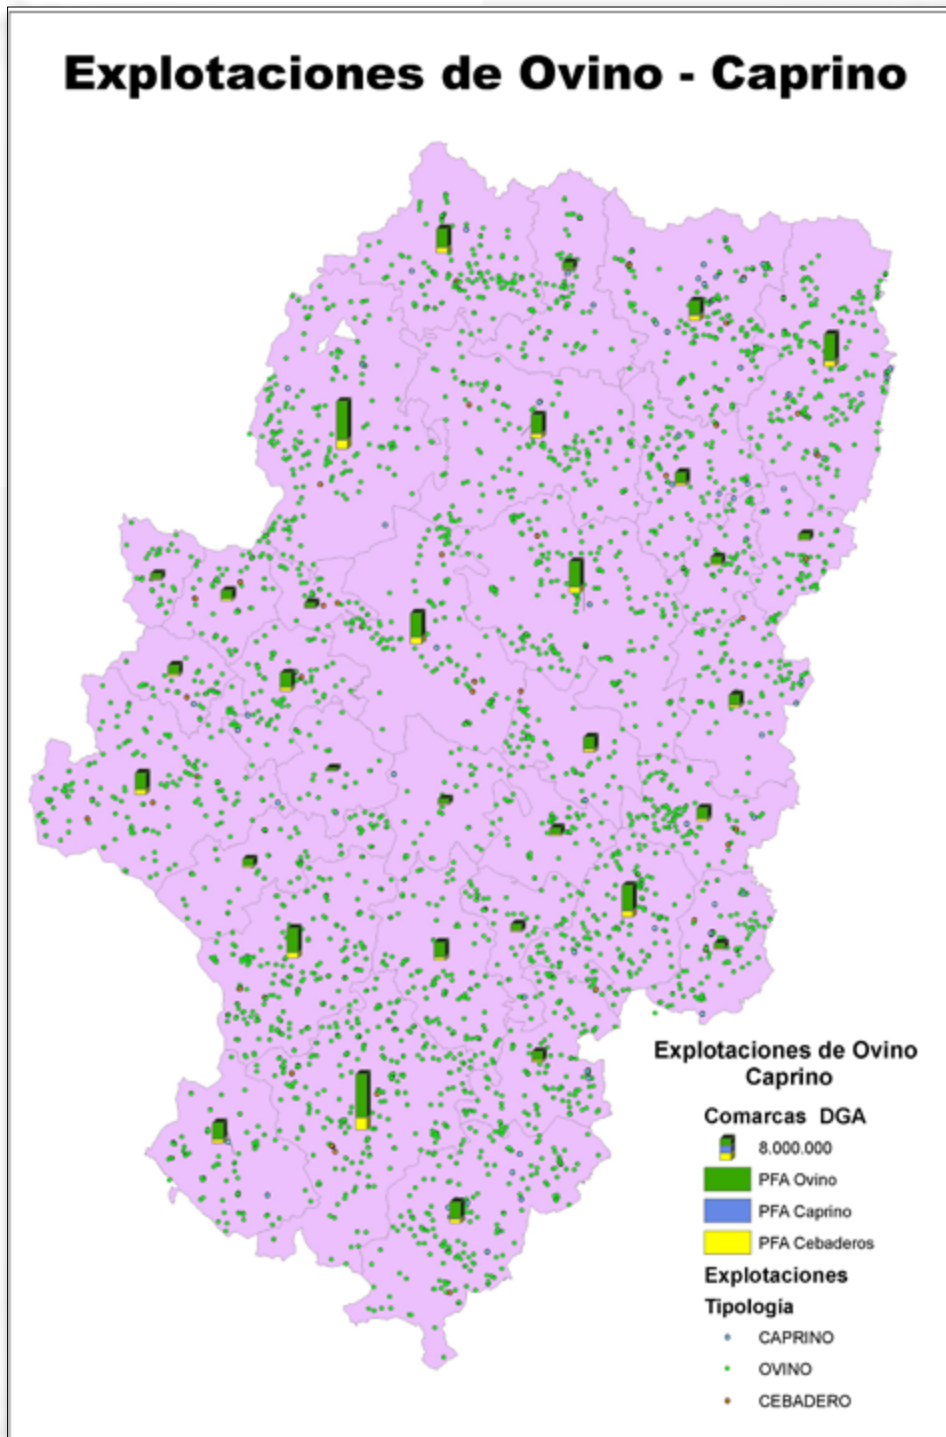 Explotaciones de Ovino - Caprino
Explotaciones de Ovino
Caprino
Comarcas DGA
8.000.000
PFA Ovino
PFA Caprino
PFA Cebaderos
Explotaciones
Tipología
CAPRINO
OVINO
CEBADERO